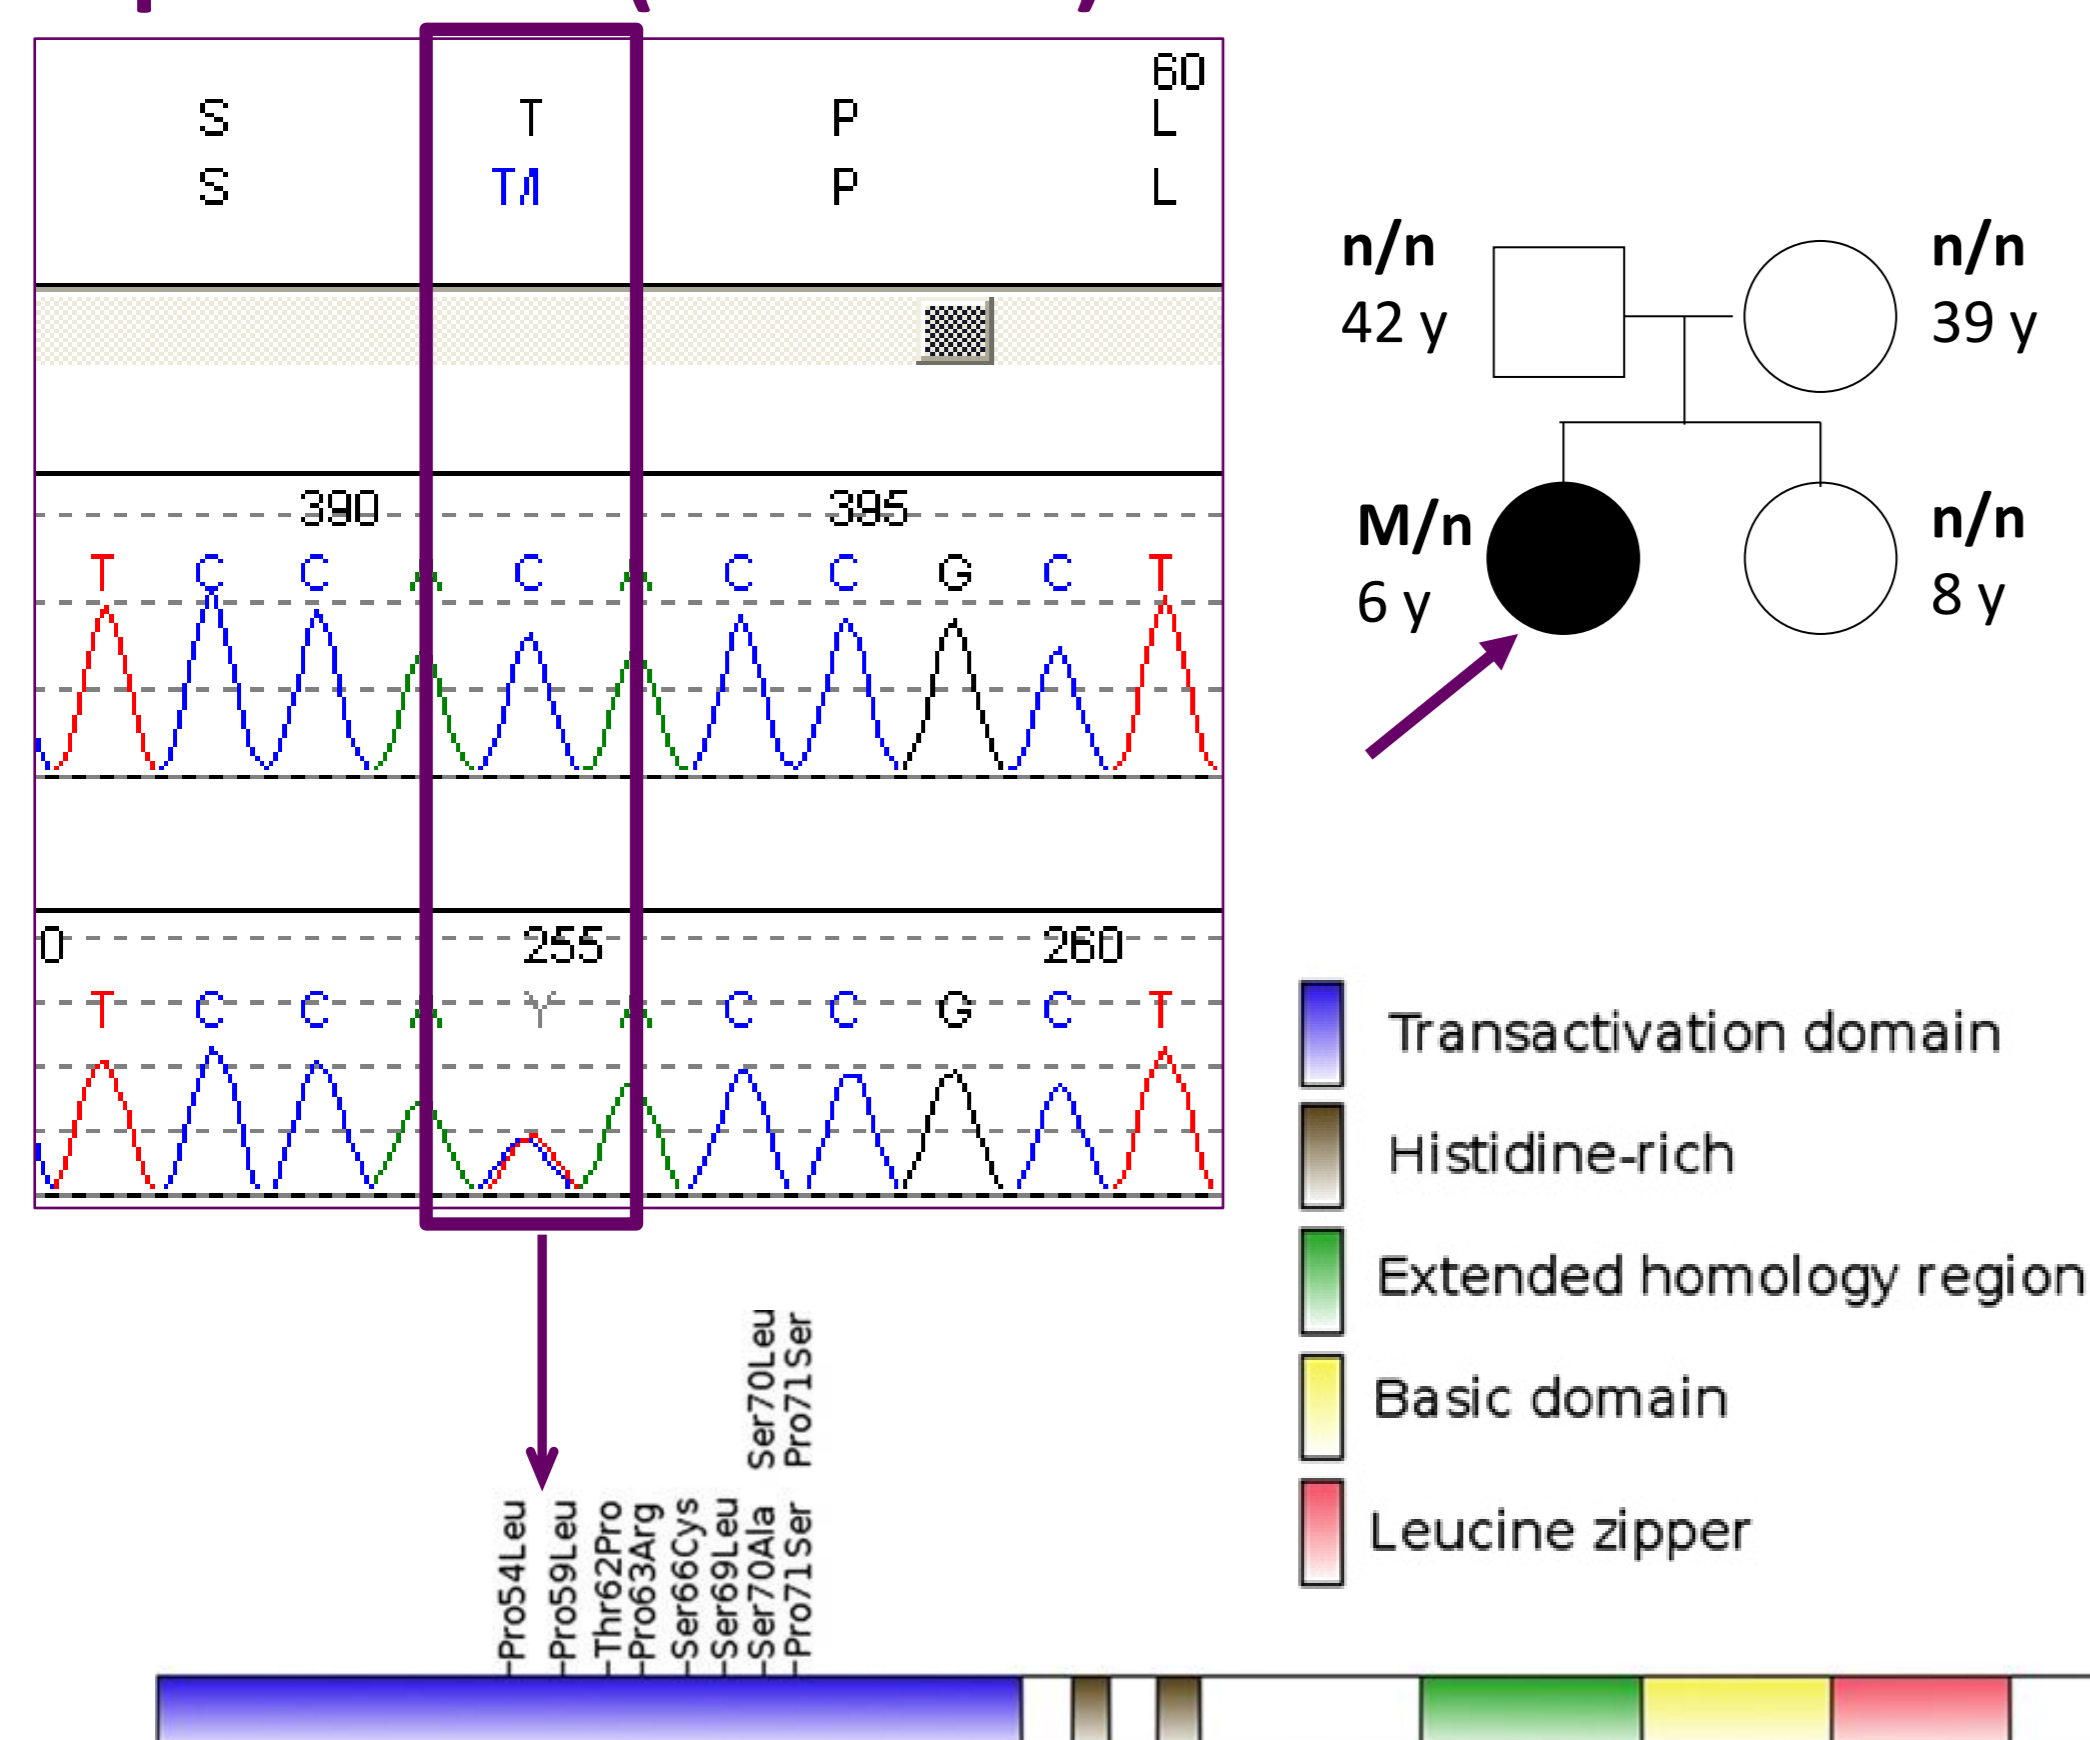 60
S T P L
S T/I P L
390 395
T C C A C A C C G C T
0 255 260
T C C A Y A C C G C T
n/n
42 y
n/n
39 y
M/n
6 y
n/n
8 y
Transactivation domain
Histidine-rich
Extended homology region
Basic domain
Leucine zipper
Ser70Leu
Pro71Ser
Pro54Leu
Pro59Leu
Thr62Pro
Pro63Arg
Ser66Cys
Ser69Leu
Ser70Ala
Pro71Ser